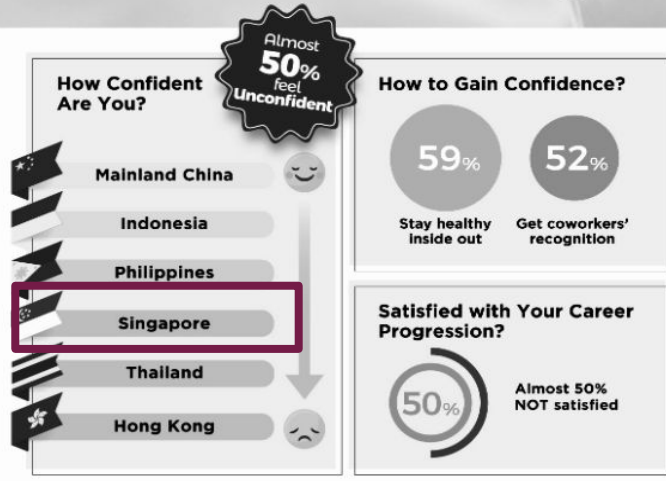 How Confident
Are You?
Almost
50%
feel
Unconfident
Mainland China
Indonesia
Philippines
Singapore
Thailand
Hong Kong
How to Gain Confidence?
59%
Stay healthy
inside out
52%
Get coworkers'
recognition
Satisfied with Your Career
Progression?
50%
Almost 50%
NOT satisfied